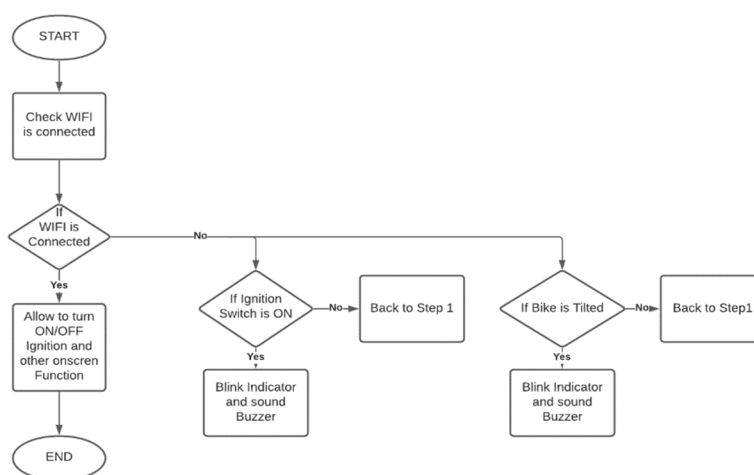 START
Check WIFI
is connected
If
WIFI is
Connected
No
Yes
If Ignition
Switch is ON
No
Back to Step 1
If Bike is Tilted
No
Back to Step1
Allow to turn
ON/OFF
Ignition and
other onscren
Function
Yes
Blink Indicator
and sound
Buzzer
Yes
Blink Indicator
and sound
Buzzer
END